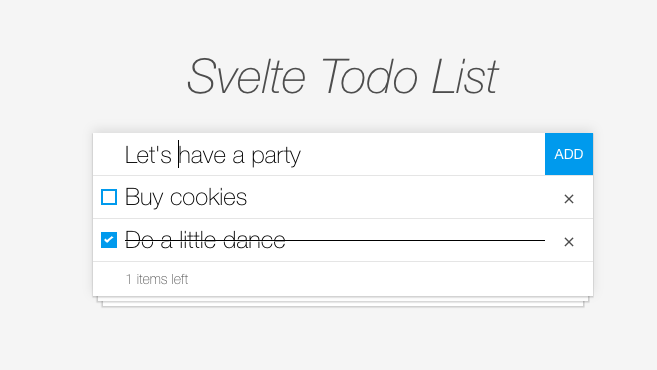 Svelte Todo List
Let's have a party
ADD
Buy cookies
Do a little dance
1 items left